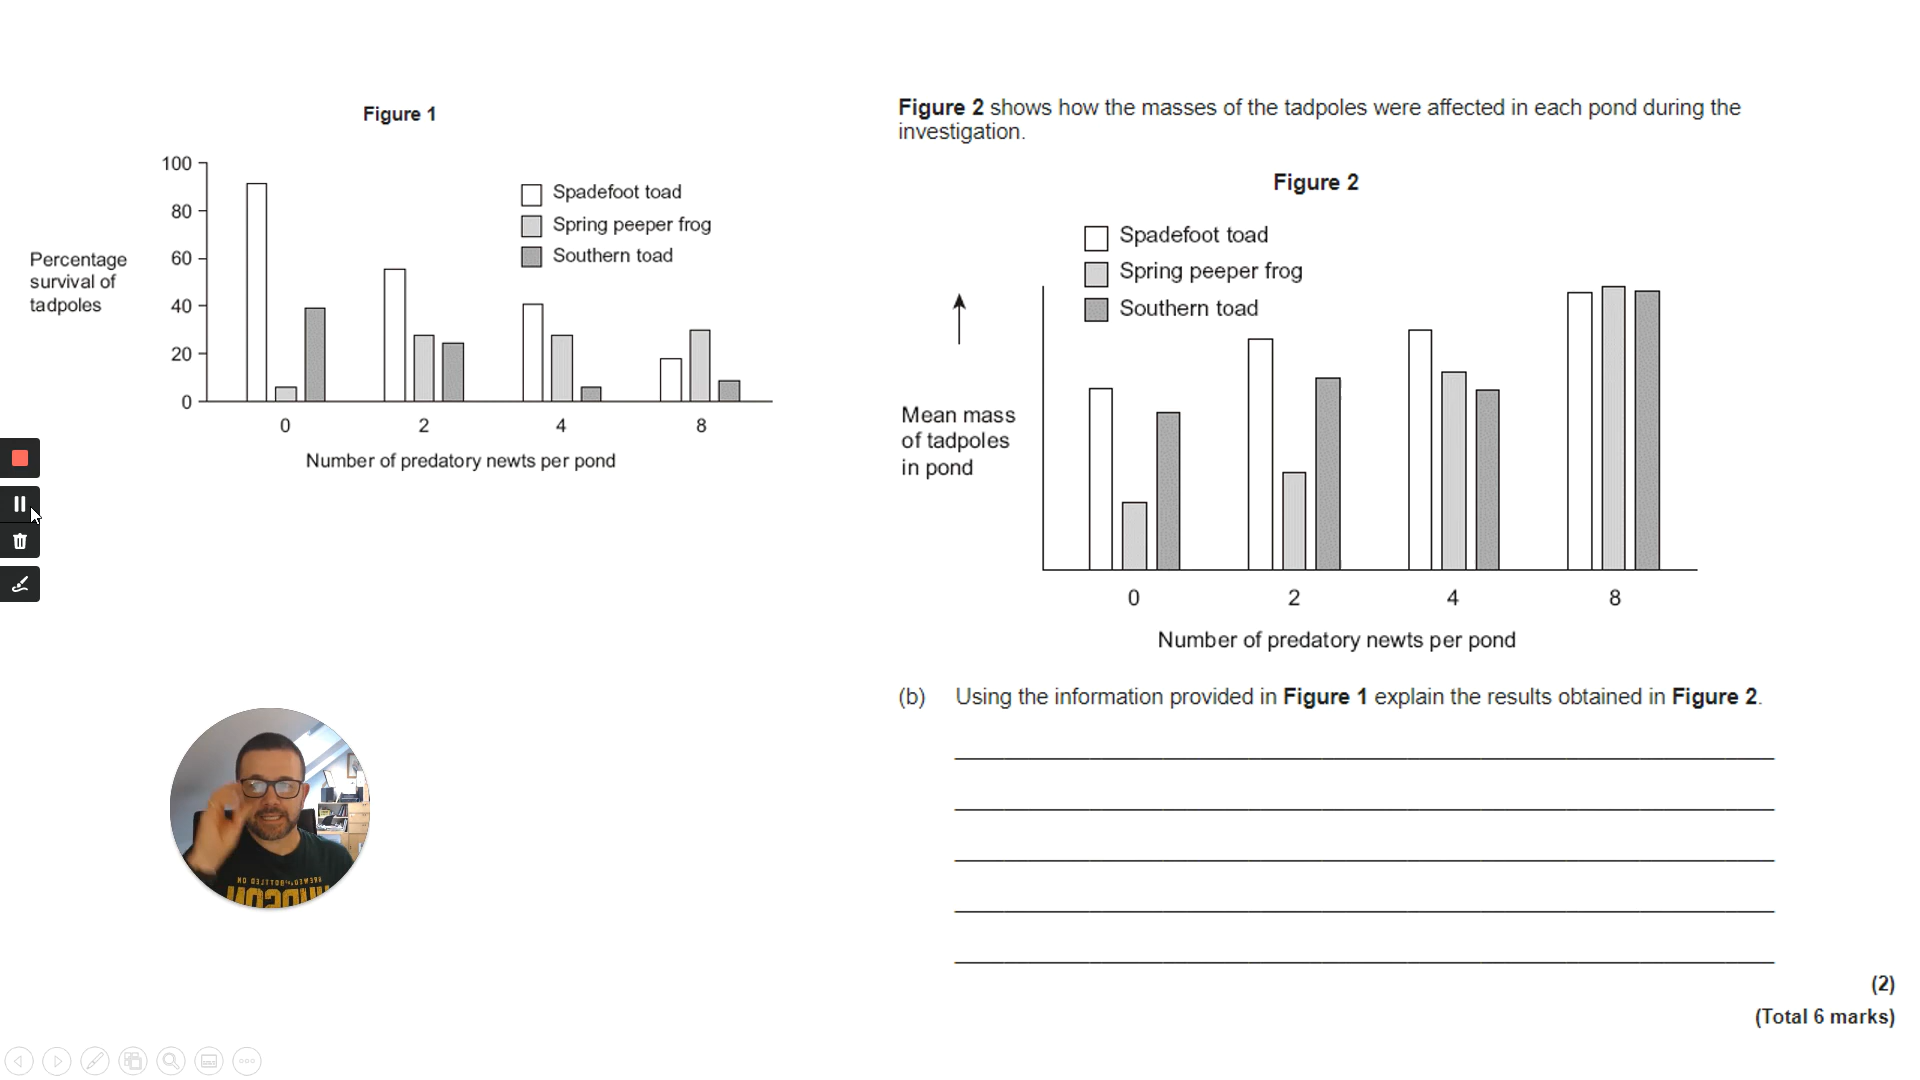 Figure 1
100
80
60
40
20
0
Percentage
survival of
tadpoles
Spadefoot toad
Spring peeper frog
Southern toad
0 2 4 8
Number of predatory newts per pond
Figure 2 shows how the masses of the tadpoles were affected in each pond during the
investigation.
Figure 2
Spadefoot toad
Spring peeper frog
Southern toad
Mean mass
of tadpoles
in pond
0 2 4 8
Number of predatory newts per pond
(b) Using the information provided in Figure 1 explain the results obtained in Figure 2.
(2)
(Total 6 marks)